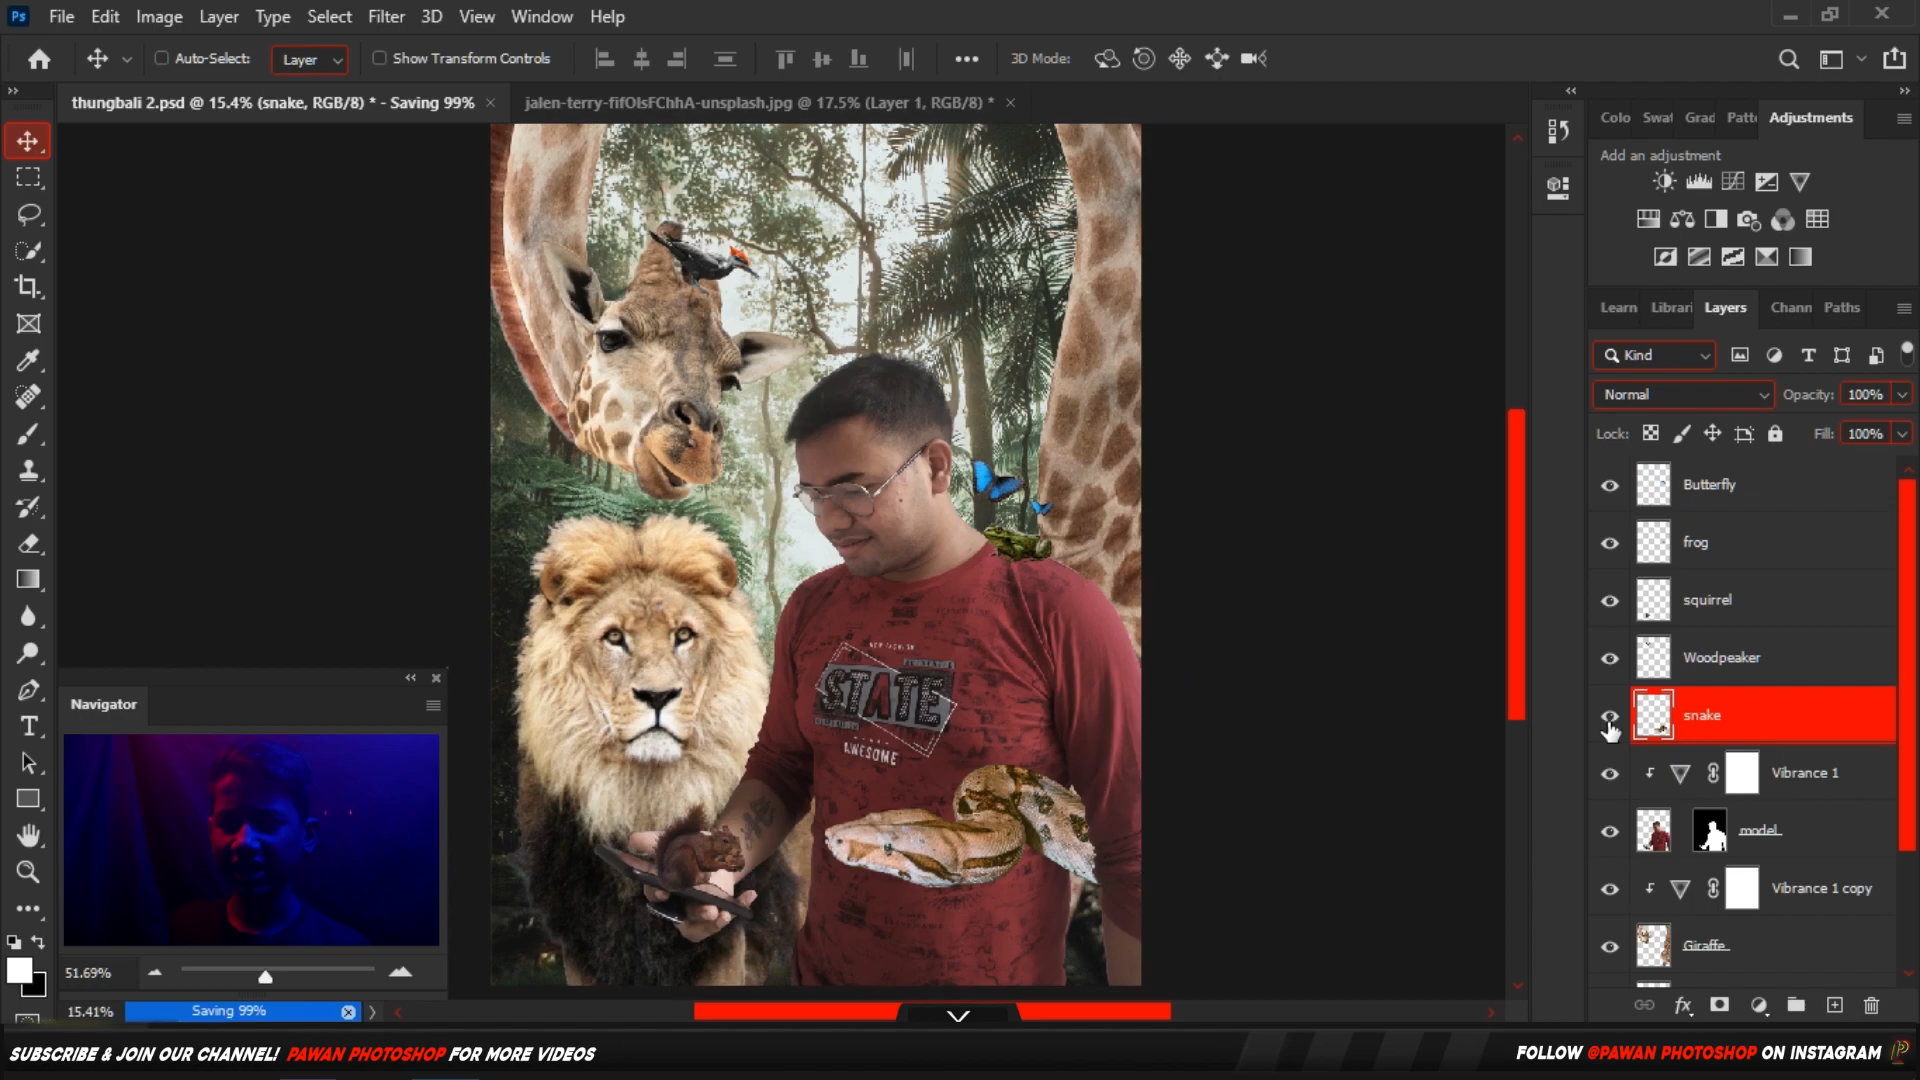 Ps File Edit Image Layer Type Select Filter 3D View Window Help
Auto-Select: Layer Show Transform Controls 3D Mode:
thungbali 2.psd @ 15.4% (snake, RGB/8) * - Saving 99% jalen-terry-fifOlsFChhA-unsplash.jpg @ 17.5% (Layer 1, RGB/8) *
Colo Swat Grad Patte Adjustments
Add an adjustment
Learn Librari Layers Chann Paths
Kind
Normal Opacity: 100%
Lock: Fill: 100%
Butterfly
frog
squirrel
Woodpeaker
snake
Vibrance 1
model
Vibrance 1 copy
Giraffe
NEW FASHION
STATE
AWESOME
Navigator
51.69%
15.41% Saving 99%
SUBSCRIBE & JOIN OUR CHANNEL! PAWAN PHOTOSHOP FOR MORE VIDEOS
FOLLOW @PAWAN PHOTOSHOP ON INSTAGRAM